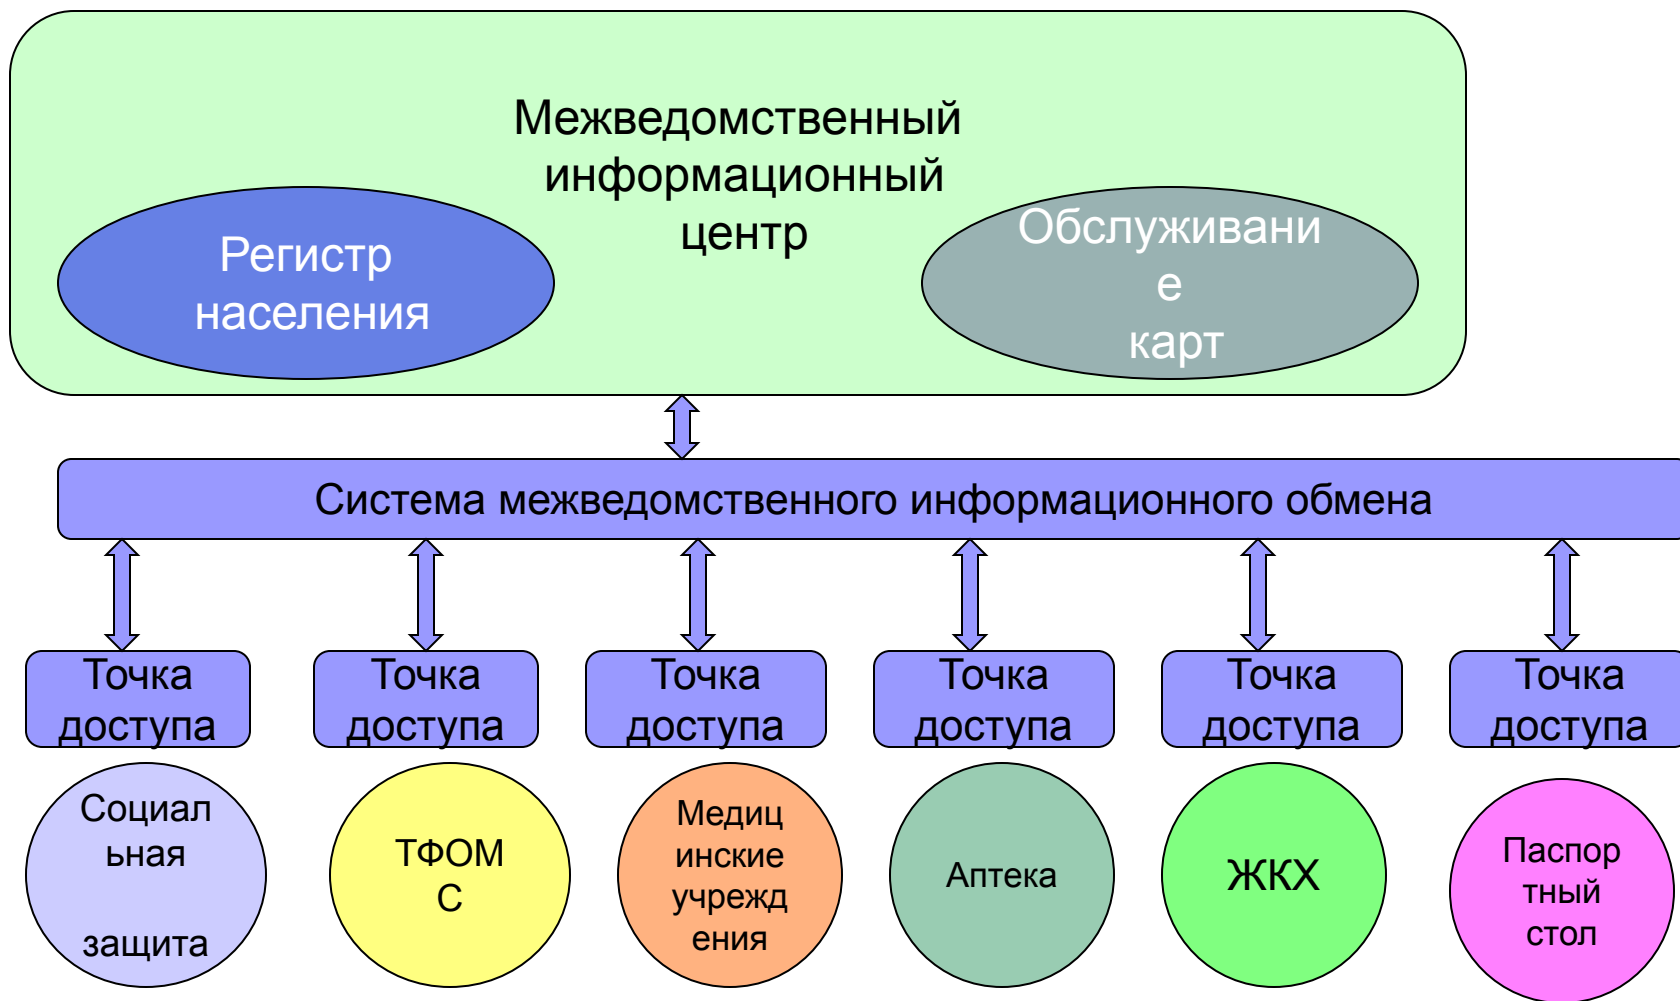 Межведомственный
информационный
центр
Регистр
населения
Обслуживани
е
карт
Система межведомственного информационного обмена
Точка
доступа
Точка
доступа
Точка
доступа
Точка
доступа
Точка
доступа
Точка
доступа
Социал
ьная
защита
ТФОМ
С
Медиц
инские
учрежд
ения
Аптека
ЖКХ
Паспор
тный
стол